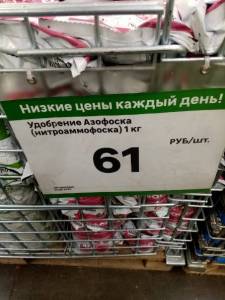 Низкие цены каждый день!
Удобрение Азофоска
(нитроаммофоска) 1 кг
61 РУБ/шт.